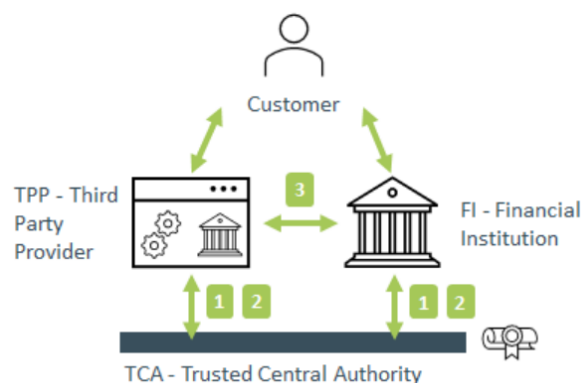 Customer
TPP - Third
Party
Provider
3
FI - Financial
Institution
1 2
1 2
TCA - Trusted Central Authority